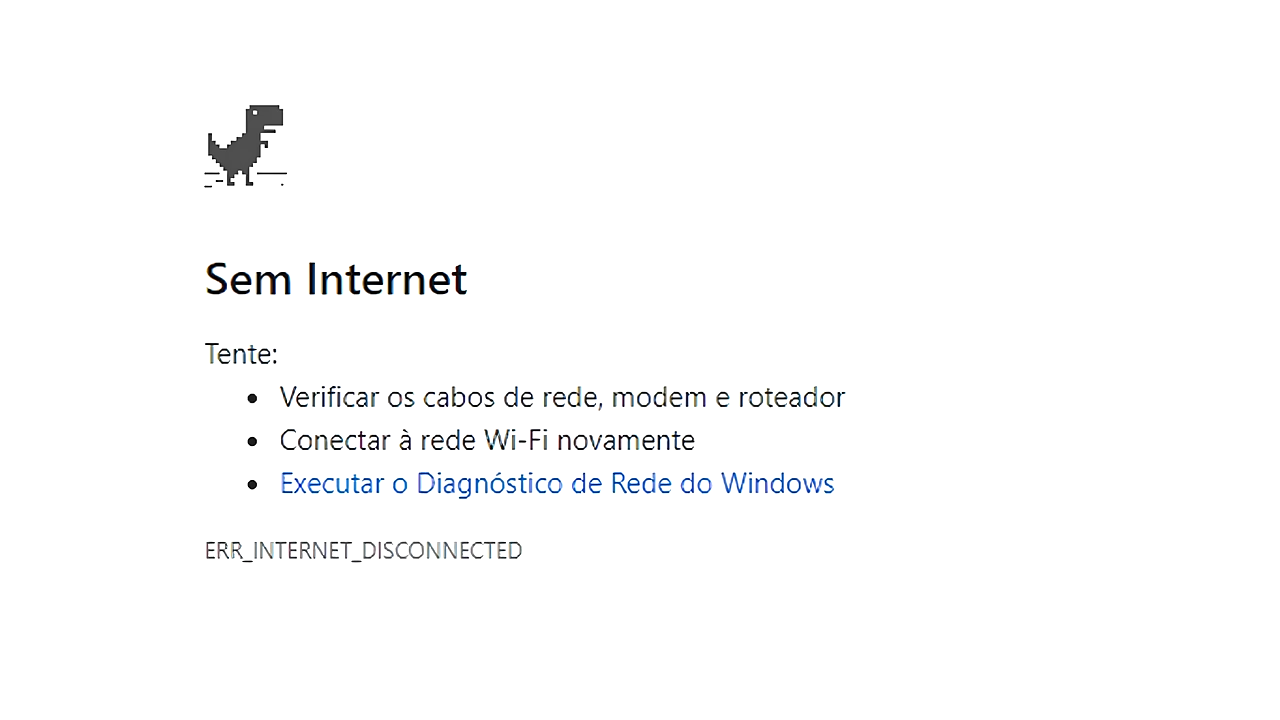 Sem Internet
Tente:
• Verificar os cabos de rede, modem e roteador
• Conectar à rede Wi-Fi novamente
• Executar o Diagnóstico de Rede do Windows
ERR_INTERNET_DISCONNECTED